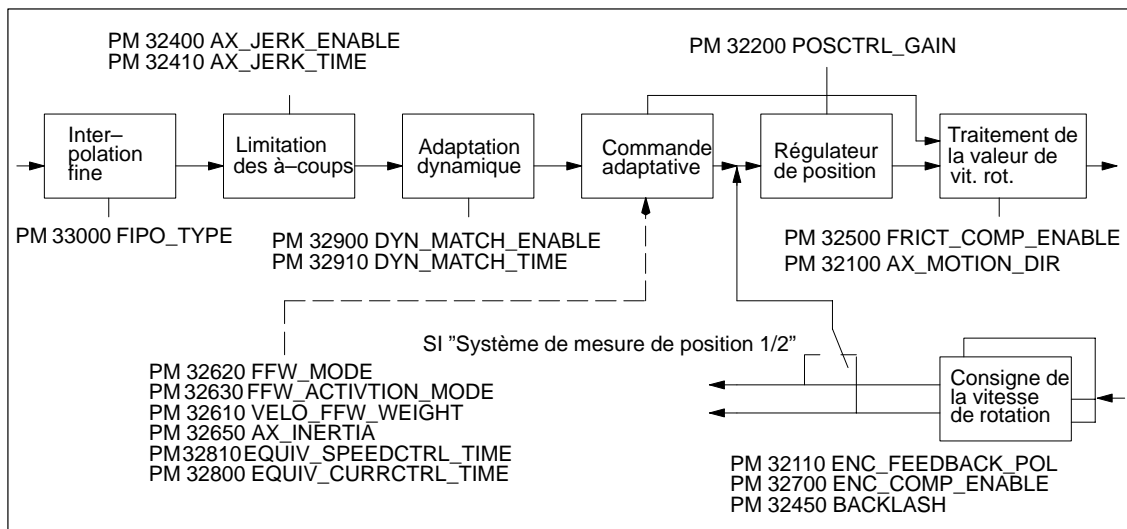 PM 32400 AX_JERK_ENABLE
PM 32410 AX_JERK_TIME
PM 32200 POSCTRL_GAIN
Inter–
polation
fine
Limitation
des à–coups
Adaptation
dynamique
Commande
adaptative
Régulateur
de position
Traitement de
la valeur de
vit. rot.
PM 33000 FIPO_TYPE
PM 32900 DYN_MATCH_ENABLE
PM 32910 DYN_MATCH_TIME
PM 32500 FRICT_COMP_ENABLE
PM 32100 AX_MOTION_DIR
SI ”Système de mesure de position 1/2”
PM 32620 FFW_MODE
PM 32630 FFW_ACTIVTION_MODE
PM 32610 VELO_FFW_WEIGHT
PM 32650 AX_INERTIA
PM32810 EQUIV_SPEEDCTRL_TIME
PM 32800 EQUIV_CURRCTRL_TIME
Consigne de
la vitesse
de rotation
PM 32110 ENC_FEEDBACK_POL
PM 32700 ENC_COMP_ENABLE
PM 32450 BACKLASH